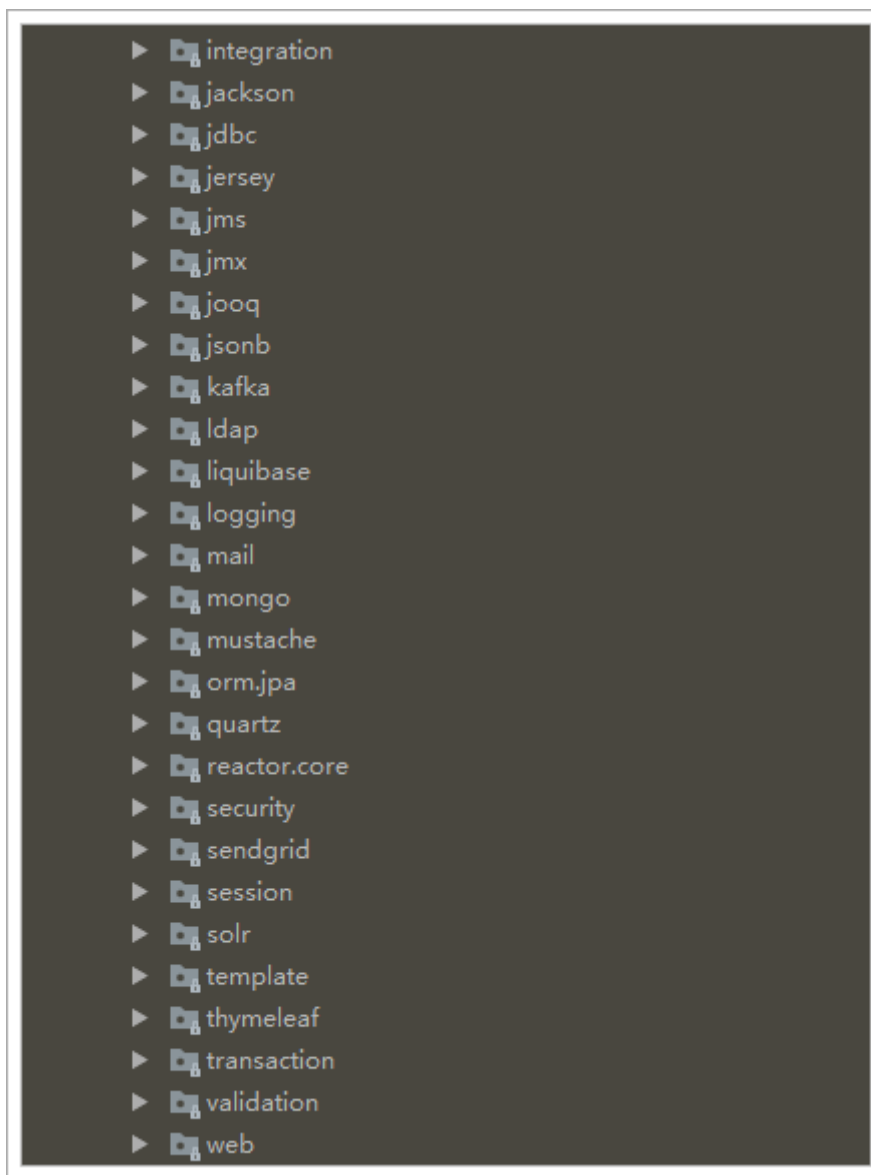 integration
jackson
jdbc
jersey
jms
jmx
jooq
jsonb
kafka
ldap
liquibase
logging
mail
mongo
mustache
orm.jpa
quartz
reactor.core
security
sendgrid
session
solr
template
thymeleaf
transaction
validation
web